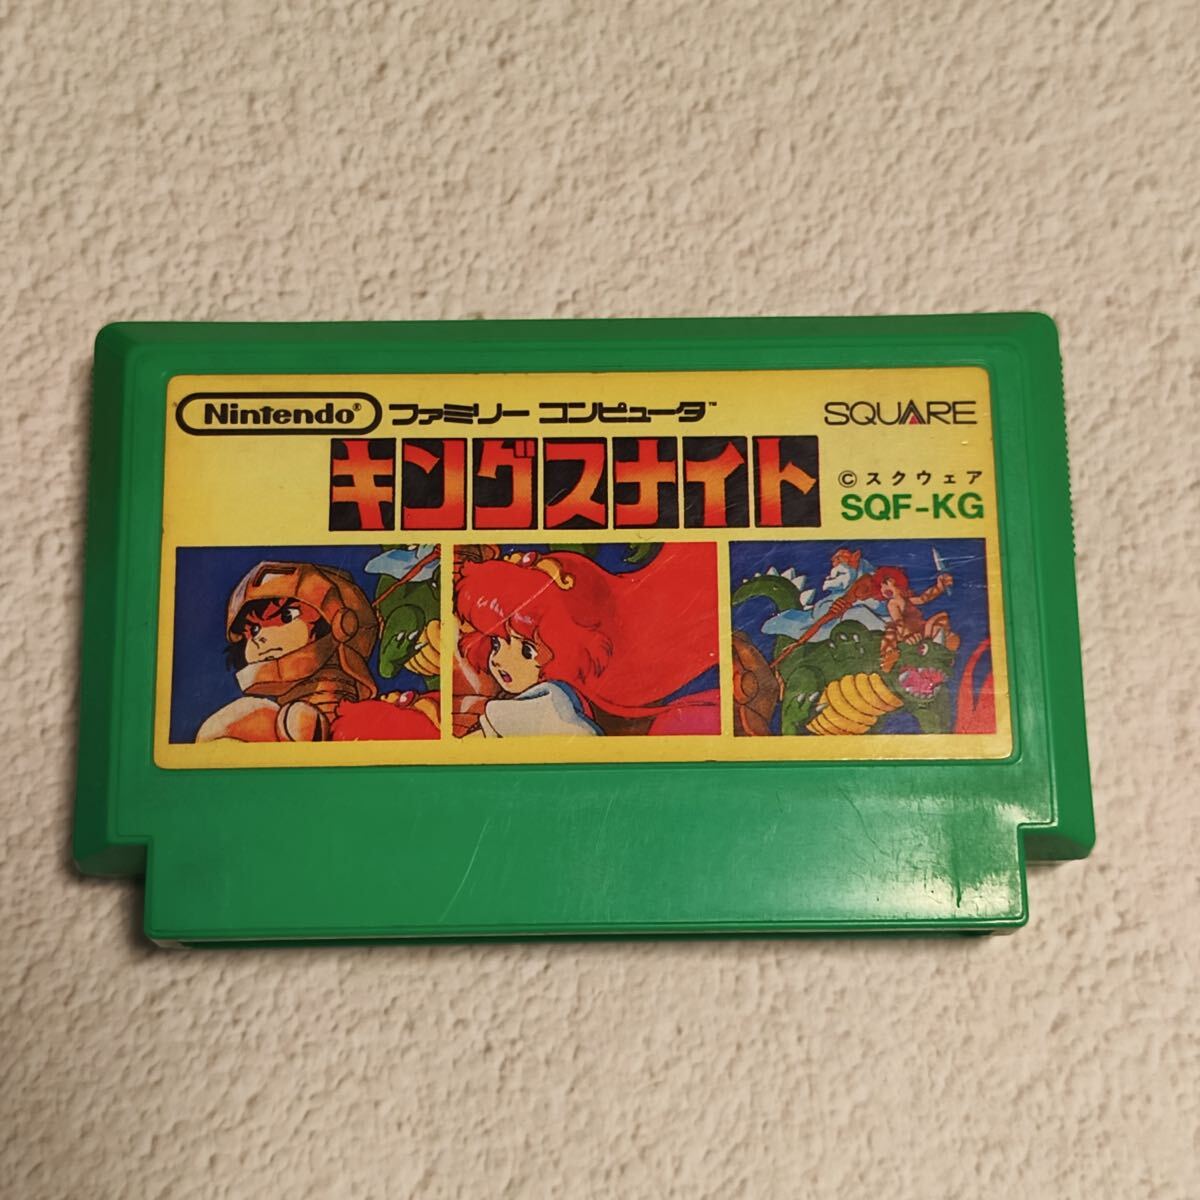 Nintendo® ファミリー コンピュータ™
SQUARE
キングスナイト
©スクウェア
SQF-KG